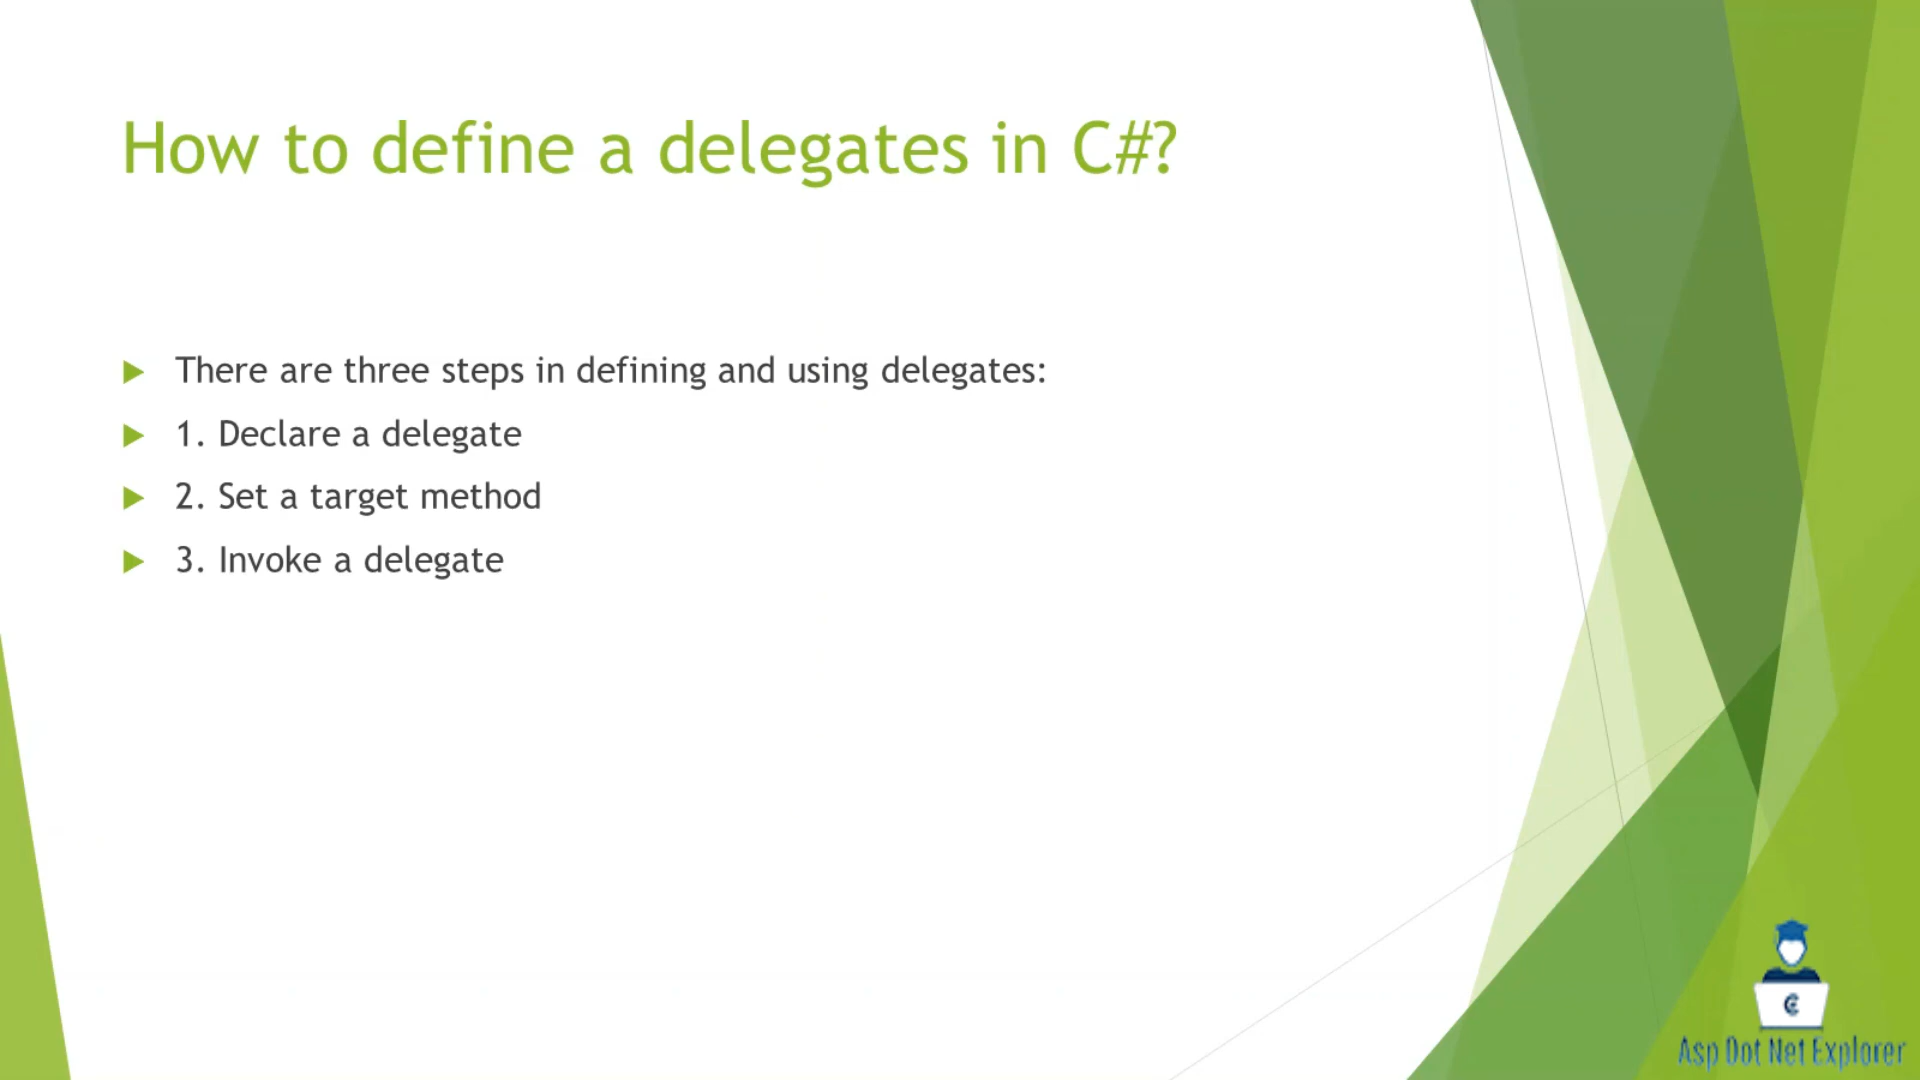 How to define a delegates in C#?
There are three steps in defining and using delegates:
1. Declare a delegate
2. Set a target method
3. Invoke a delegate
Asp Dot Net Explorer